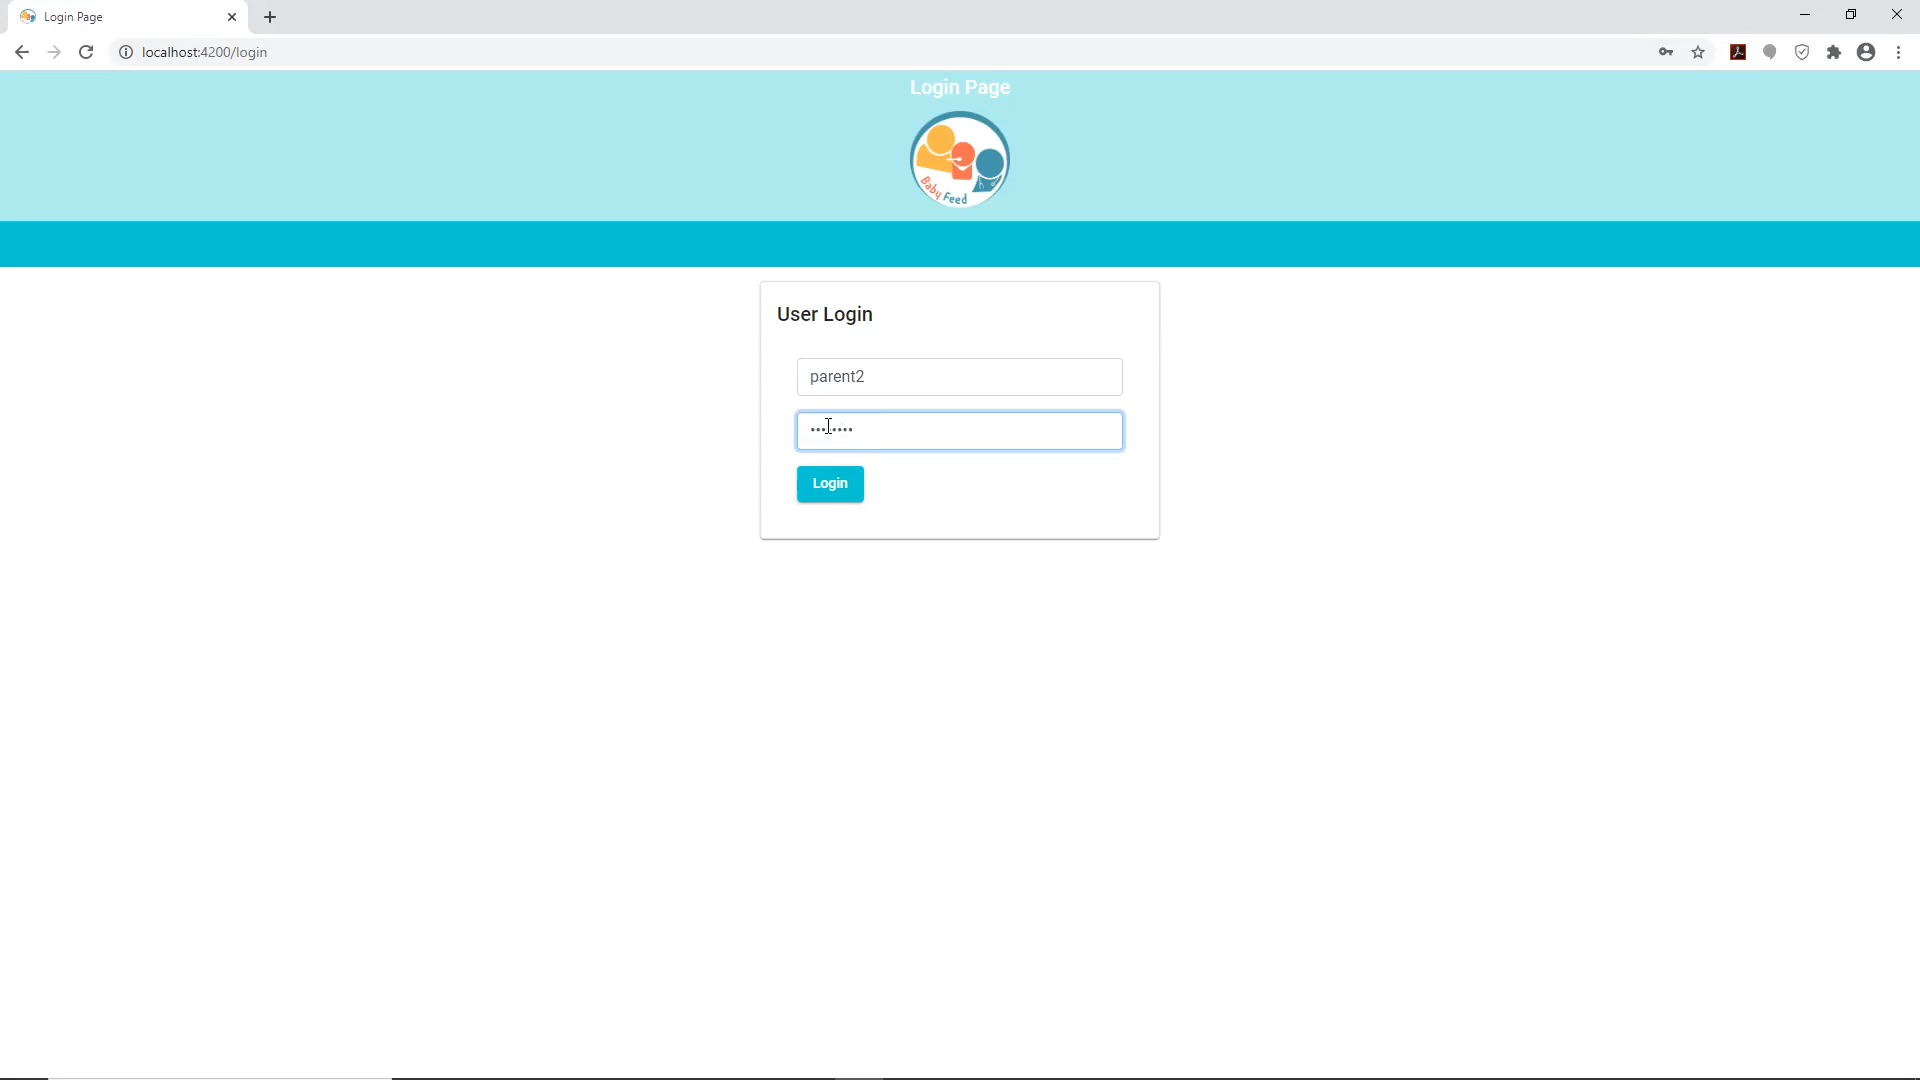 Login Page
localhost:4200/login
Login Page
Baby Feed
User Login
parent2
••••••••
Login